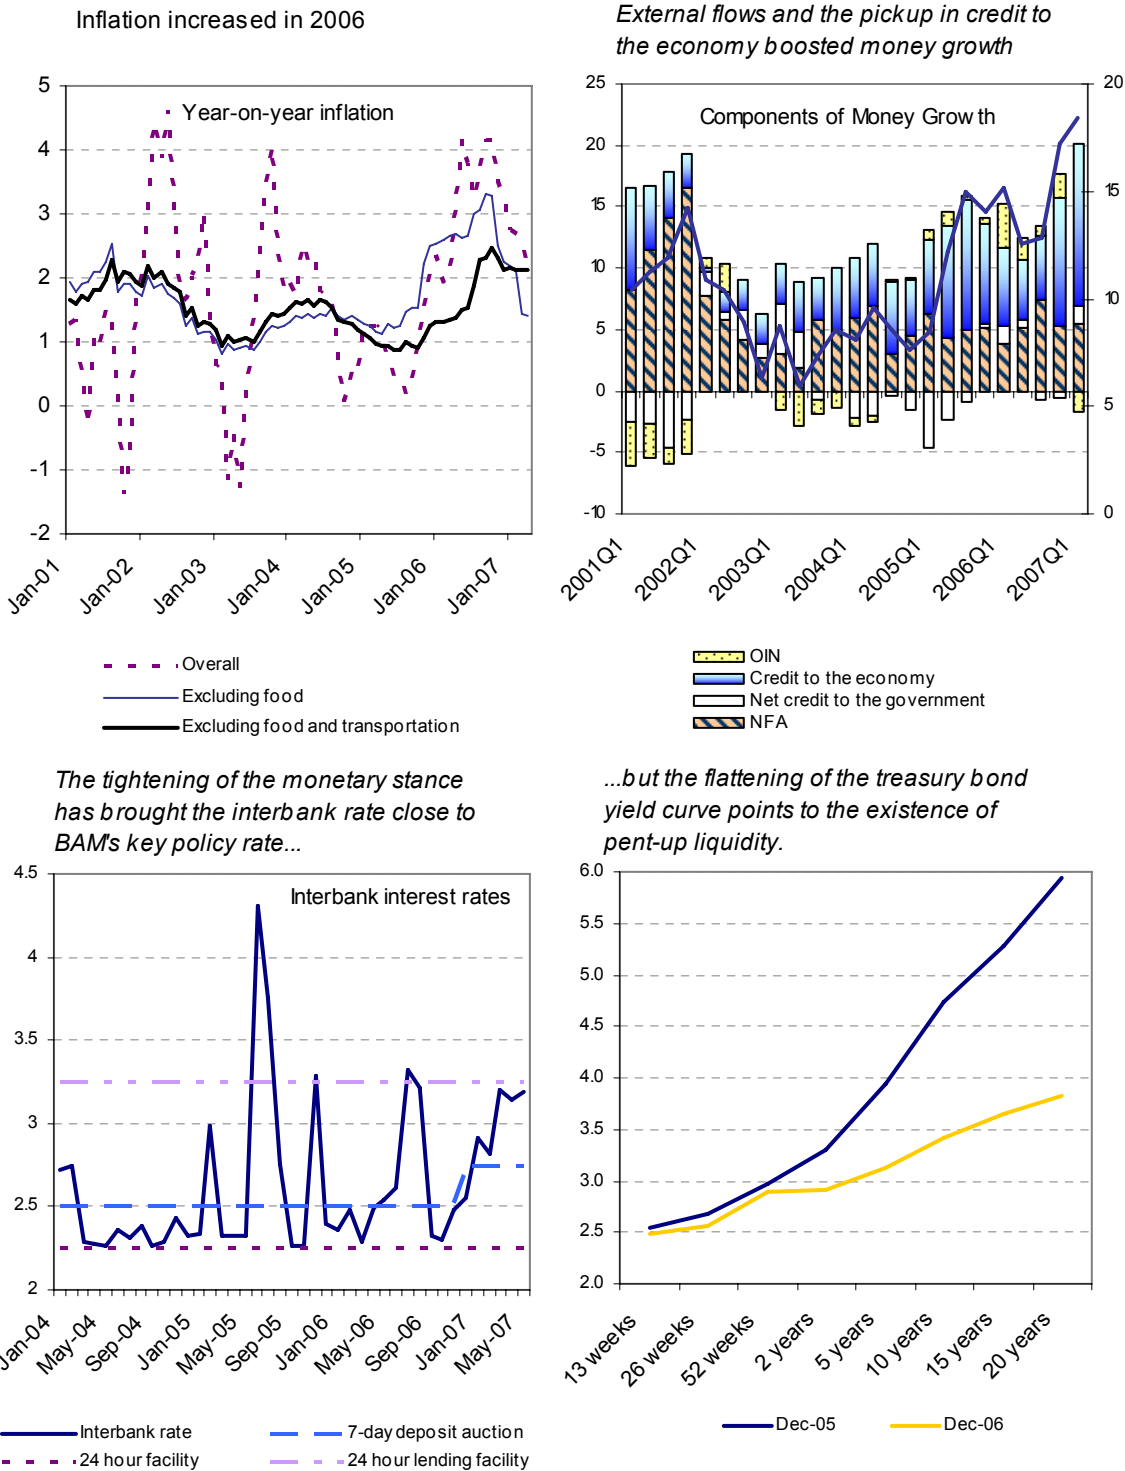 Inflation increased in 2006
5
4
3
2
1
0
-1
-2
Year-on-year inflation
Jan-01
Jan-02
Jan-03
Jan-04
Jan-05
Jan-06
Jan-07
Overall
Excluding food
Excluding food and transportation
External flows and the pickup in credit to
the economy boosted money growth
25
20
15
10
5
0
-5
-10
Components of Money Growth
20
15
10
5
0
2001Q1
2002Q1
2003Q1
2004Q1
2005Q1
2006Q1
2007Q1
OIN
Credit to the economy
Net credit to the government
NFA
The tightening of the monetary stance
has brought the interbank rate close to
BAM's key policy rate...
4.5
4
3.5
3
2.5
2
Interbank interest rates
Jan-04
May-04
Sep-04
Jan-05
May-05
Sep-05
Jan-06
May-06
Sep-06
Jan-07
May-07
Interbank rate
7-day deposit auction
24 hour facility
24 hour lending facility
...but the flattening of the treasury bond
yield curve points to the existence of
pent-up liquidity.
6.0
5.5
5.0
4.5
4.0
3.5
3.0
2.5
2.0
13 weeks
26 weeks
52 weeks
2 years
5 years
10 years
15 years
20 years
Dec-05
Dec-06